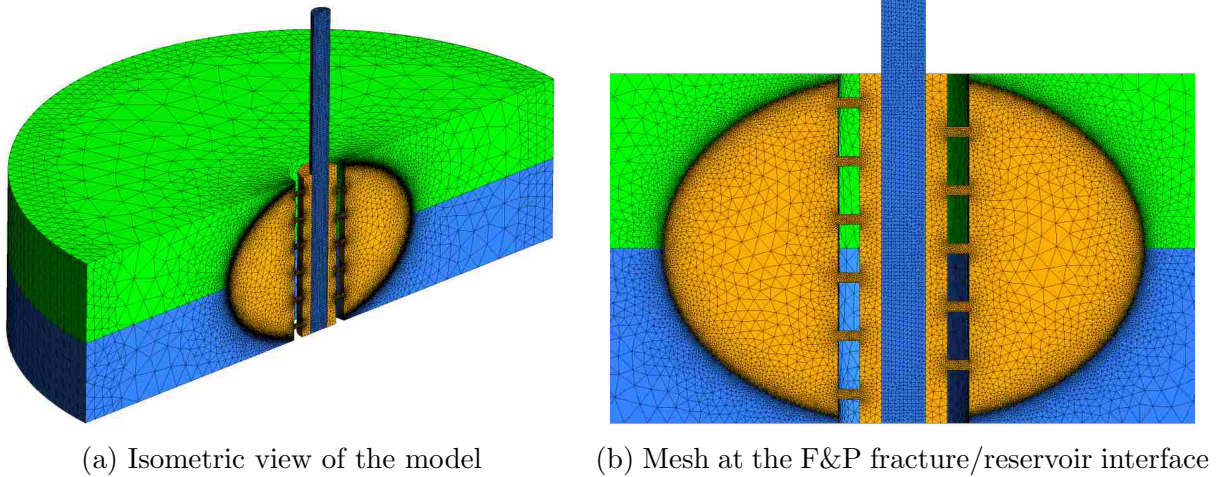 (a) Isometric view of the model
(b) Mesh at the F&P fracture/reservoir interface